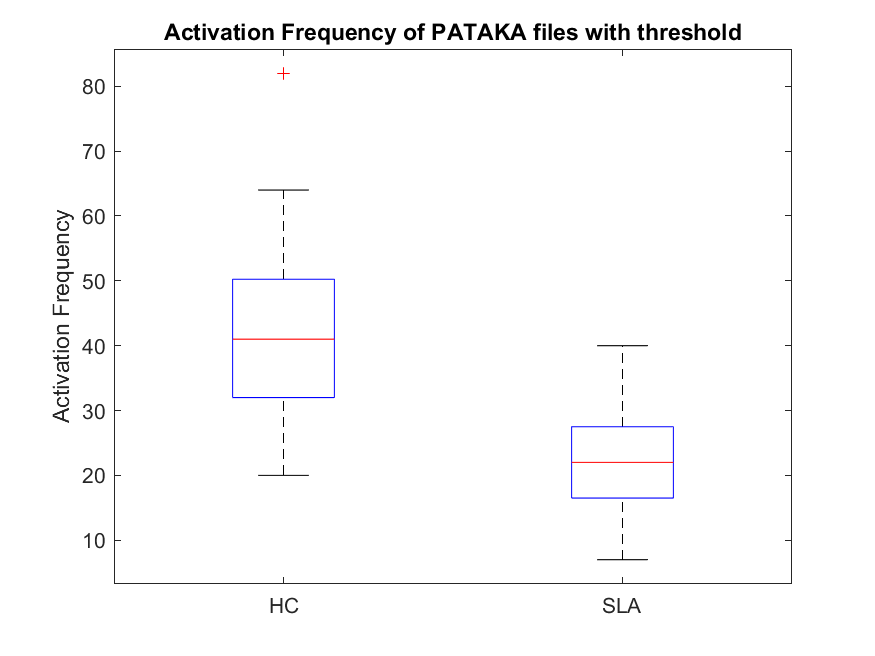 Activation Frequency of PATAKA files with threshold
Activation Frequency
80
70
60
50
40
30
20
10
HC
SLA